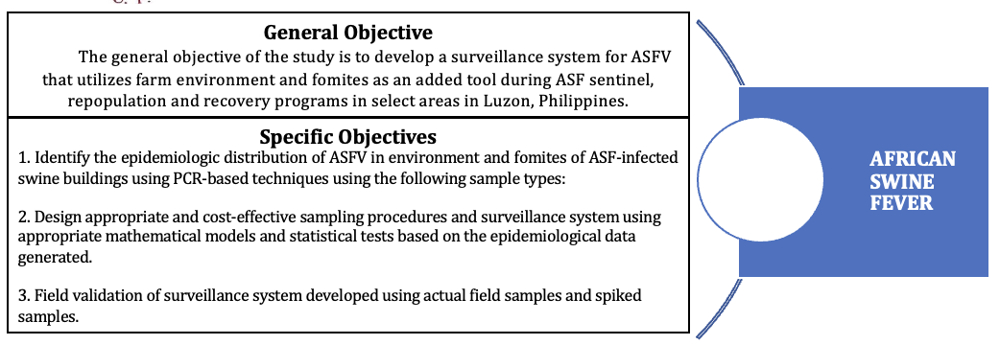 General Objective
The general objective of the study is to develop a surveillance system for ASFV
that utilizes farm environment and fomites as an added tool during ASF sentinel,
repopulation and recovery programs in select areas in Luzon, Philippines.
Specific Objectives
1. Identify the epidemiologic distribution of ASFV in environment and fomites of ASF-infected
swine buildings using PCR-based techniques using the following sample types:
2. Design appropriate and cost-effective sampling procedures and surveillance system using
appropriate mathematical models and statistical tests based on the epidemiological data
generated.
3. Field validation of surveillance system developed using actual field samples and spiked
samples.
AFRICAN
SWINE
FEVER